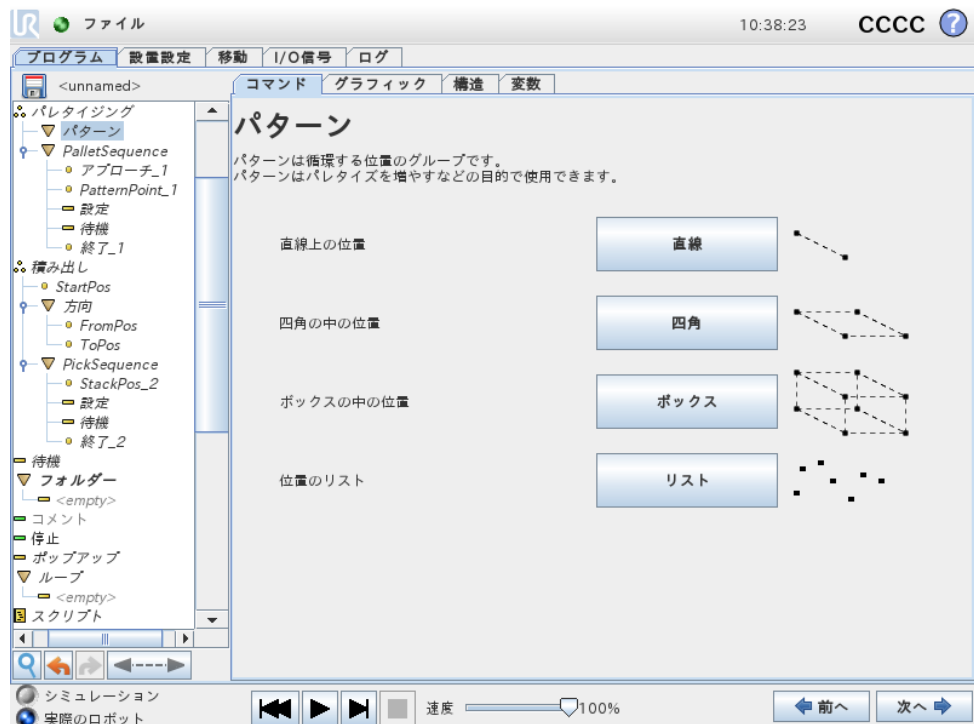 UR ファイル 10:38:23 CCCC ?
プログラム 設置設定 移動 I/O信号 ログ
<unnamed>
コマンド グラフィック 構造 変数
パレタイジング
パターン
PalletSequence
アプローチ_1
PatternPoint_1
設定
待機
終了_1
積み出し
StartPos
方向
FromPos
ToPos
PickSequence
StackPos_2
設定
待機
終了_2
待機
フォルダー
<empty>
コメント
停止
ポップアップ
ループ
<empty>
スクリプト
パターン
パターンは循環する位置のグループです。
パターンはパレタイズを増やすなどの目的で使用できます。
直線上の位置 直線
四角の中の位置 四角
ボックスの中の位置 ボックス
位置のリスト リスト
シミュレーション
実際のロボット
速度 100%
前へ 次へ